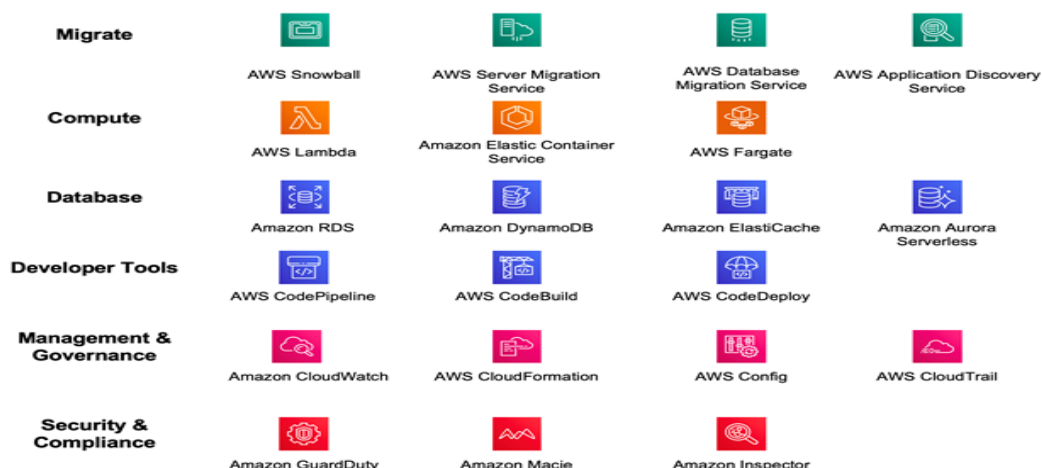 Migrate
AWS Snowball
AWS Server Migration
Service
AWS Database
Migration Service
AWS Application Discovery
Service
Compute
AWS Lambda
Amazon Elastic Container
Service
AWS Fargate
Database
Amazon RDS
Amazon DynamoDB
Amazon ElastiCache
Amazon Aurora
Serverless
Developer Tools
AWS CodePipeline
AWS CodeBuild
AWS CodeDeploy
Management &
Governance
Amazon CloudWatch
AWS CloudFormation
AWS Config
AWS CloudTrail
Security &
Compliance
Amazon GuardDuty
Amazon Macie
Amazon Inspector